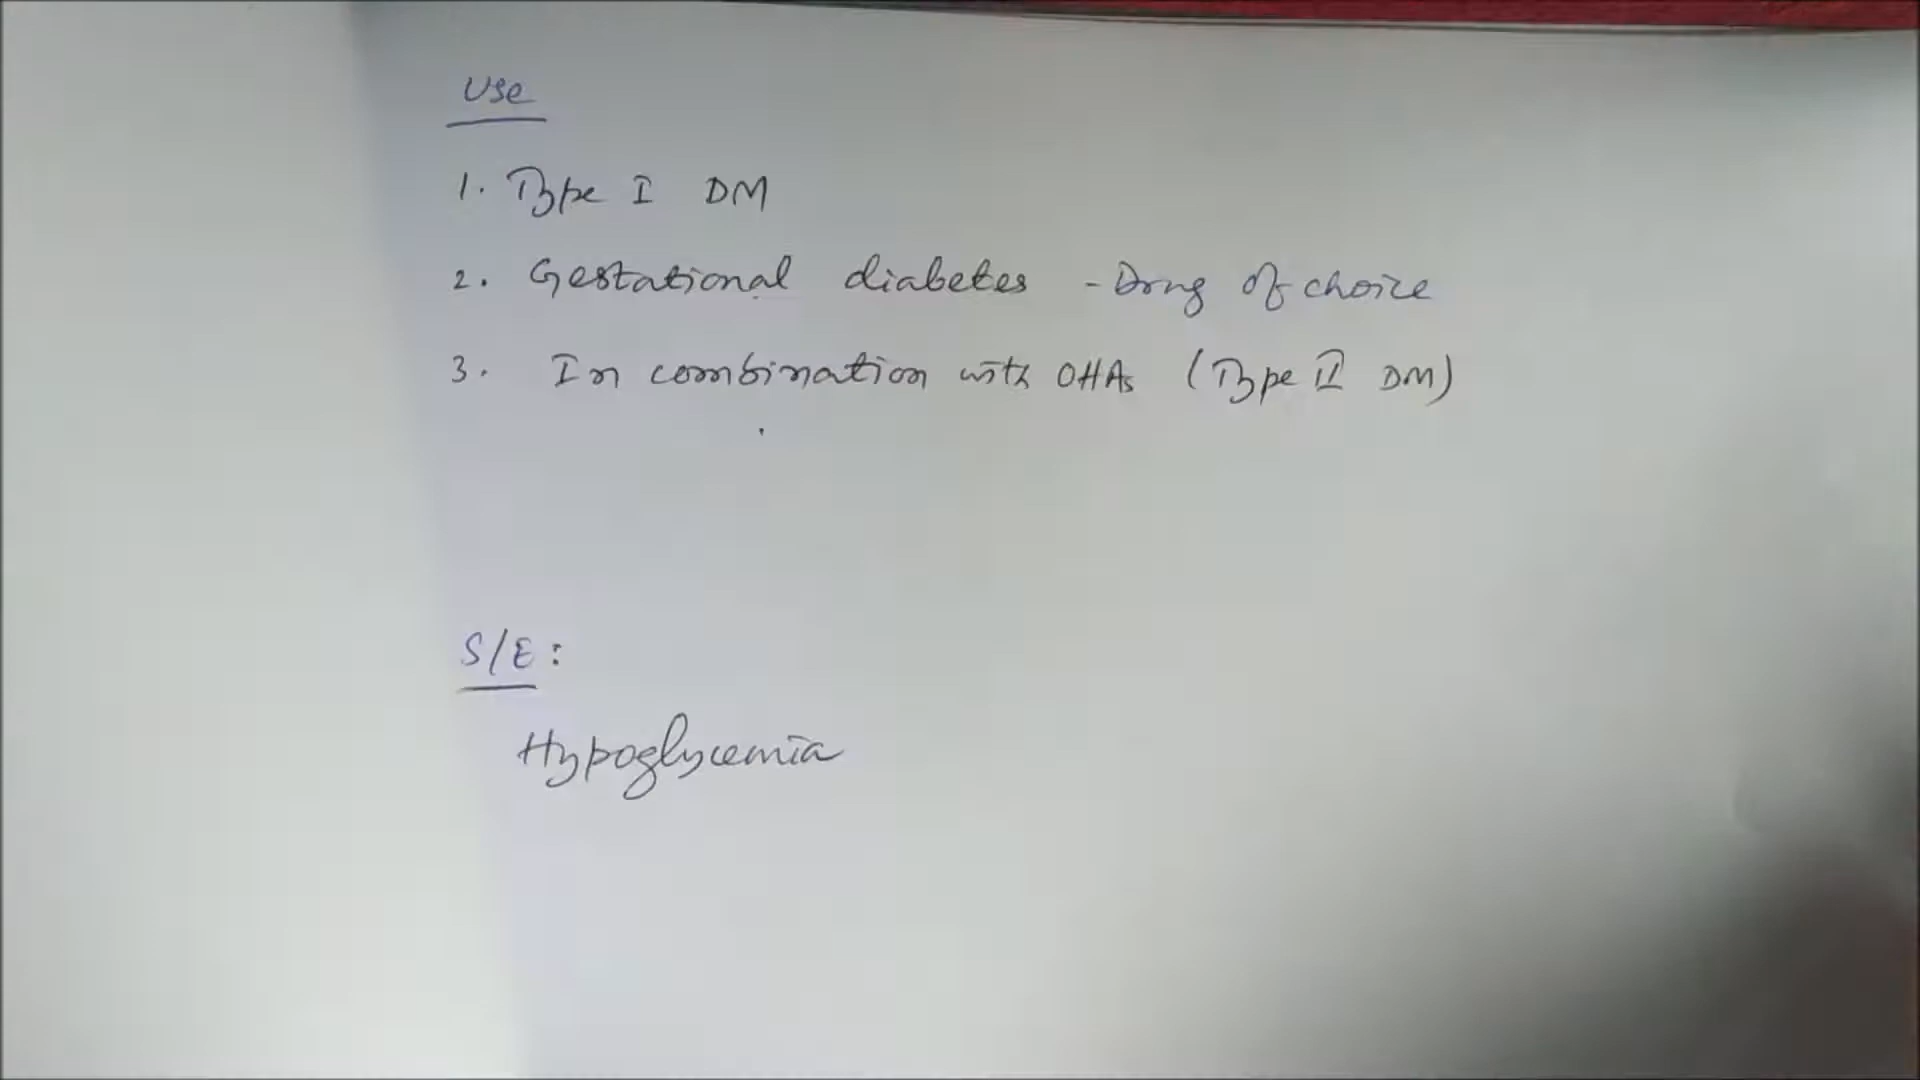 Use
1. Type I DM
2. Gestational diabetes - Drug of choice
3. In combination with OHAs (Type II DM)
S/E:
Hypoglycemia